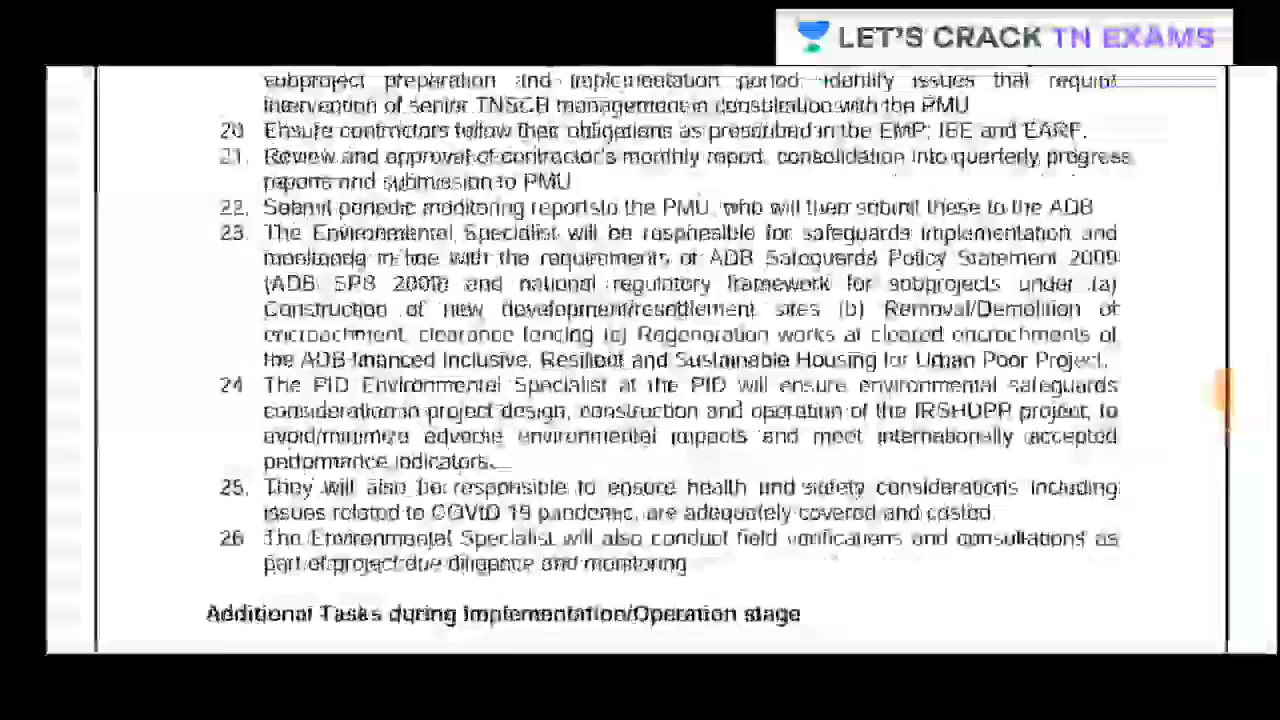 LET'S CRACK TN EXAMS
subproject preparation and implementation period, identify issues that require
intervention of senior TNSCB management in consultation with the PMU
20. Ensure contractors follow their obligations as prescribed in the EMP, IEE and EARF.
21. Review and approval of contractor's monthly report, consolidation into quarterly progress
reports and submission to PMU
22. Submit periodic monitoring reports to the PMU, who will then submit these to the ADB
23. The Environmental Specialist will be responsible for safeguards implementation and
monitoring in line with the requirements of ADB Safeguards Policy Statement 2009
(ADB SPS 2009) and national regulatory framework for subprojects under (a)
Construction of new development/resettlement sites (b) Removal/Demolition of
encroachment, clearance fencing (c) Regeneration works at cleared encrochments of
the ADB financed Inclusive, Resilient and Sustainable Housing for Urban Poor Project.
24. The PID Environmental Specialist at the PID will ensure environmental safeguards
consideration in project design, construction and operation of the IRSHUPP project, to
avoid/minimize adverse environmental impacts and meet internationally accepted
performance indicators.
25. They will also be responsible to ensure health and safety considerations including
issues related to COVID 19 pandemic, are adequately covered and costed
26. The Environmental Specialist will also conduct field verifications and consultations as
part of project due diligence and monitoring
Additional Tasks during Implementation/Operation stage